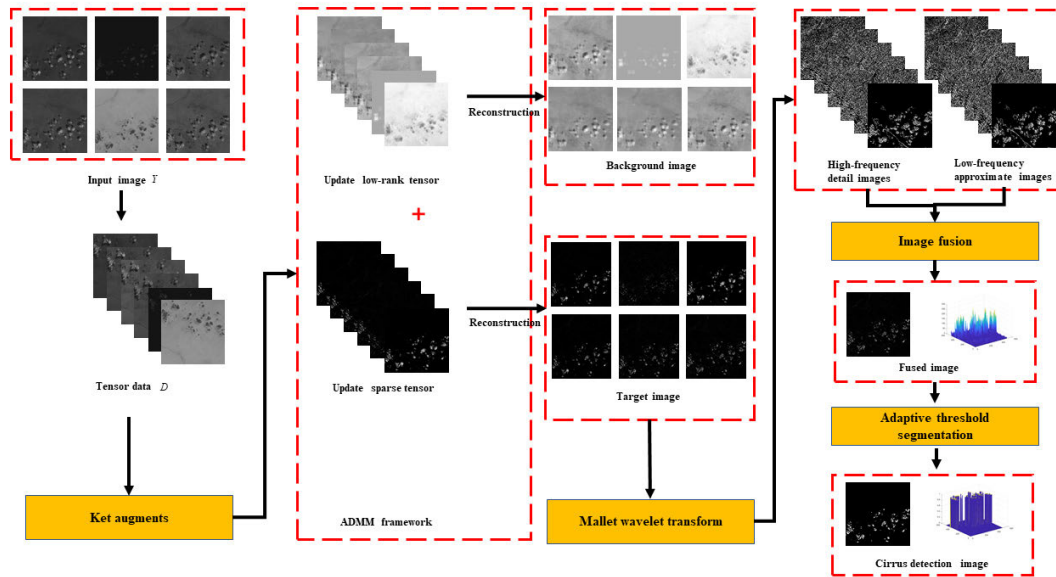 Input image Y
Tensor data D
Ket augments
Update low-rank tensor
+
Update sparse tensor
ADMM framework
Reconstruction
Background image
Reconstruction
Target image
Mallet wavelet transform
High-frequency
detail images
Low-frequency
approximate images
Image fusion
Fused image
Adaptive threshold
segmentation
Cirrus detection image